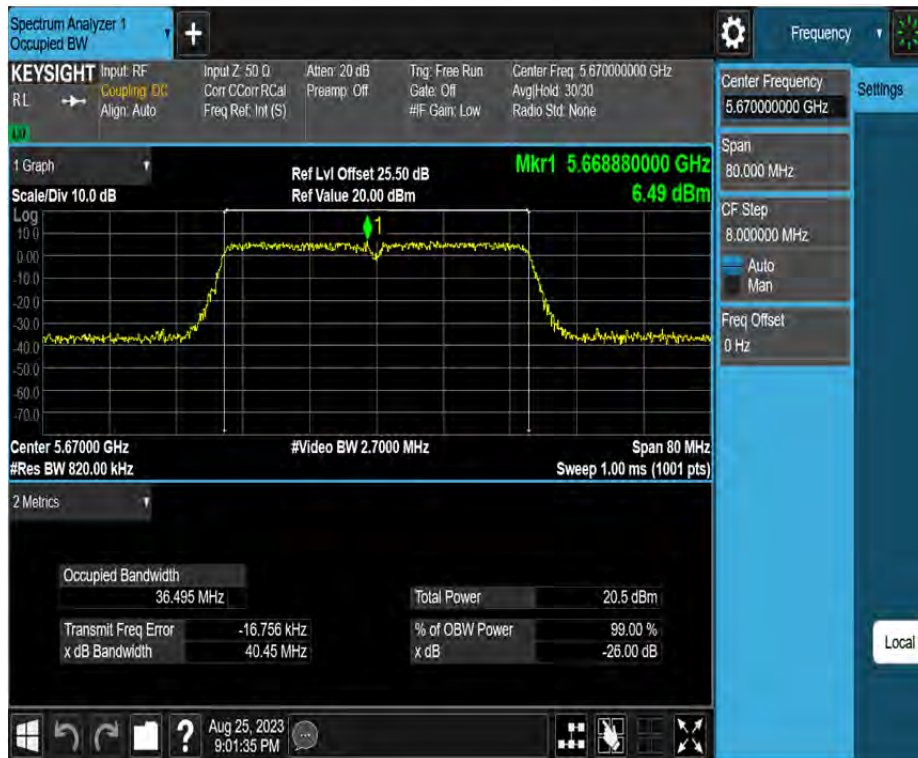 Spectrum Analyzer 1
Occupied BW
Frequency
KEYSIGHT
RL
Input: RF
Coupling: DC
Align: Auto
Input Z: 50 Ω
Corr CCorr RCal
Freq Ref: Int (S)
Atten: 20 dB
Preamp: Off
Trig: Free Run
Gate: Off
#IF Gain: Low
Center Freq: 5.670000000 GHz
Avg|Hold: 30/30
Radio Std: None
Center Frequency
5.670000000 GHz
Settings
Span
80.000 MHz
CF Step
8.000000 MHz
Auto
Man
Freq Offset
0 Hz
1 Graph
Scale/Div 10.0 dB
Ref Lvl Offset 25.50 dB
Ref Value 20.00 dBm
Mkr1 5.668880000 GHz
6.49 dBm
Log
10.0
0.00
-10.0
-20.0
-30.0
-40.0
-50.0
-60.0
-70.0
1
Center 5.67000 GHz
#Video BW 2.7000 MHz
Span 80 MHz
#Res BW 820.00 kHz
Sweep 1.00 ms (1001 pts)
2 Metrics
Occupied Bandwidth
36.495 MHz
Total Power 20.5 dBm
Transmit Freq Error -16.756 kHz
% of OBW Power 99.00 %
x dB Bandwidth 40.45 MHz
x dB -26.00 dB
Local
?
Aug 25, 2023
9:01:35 PM